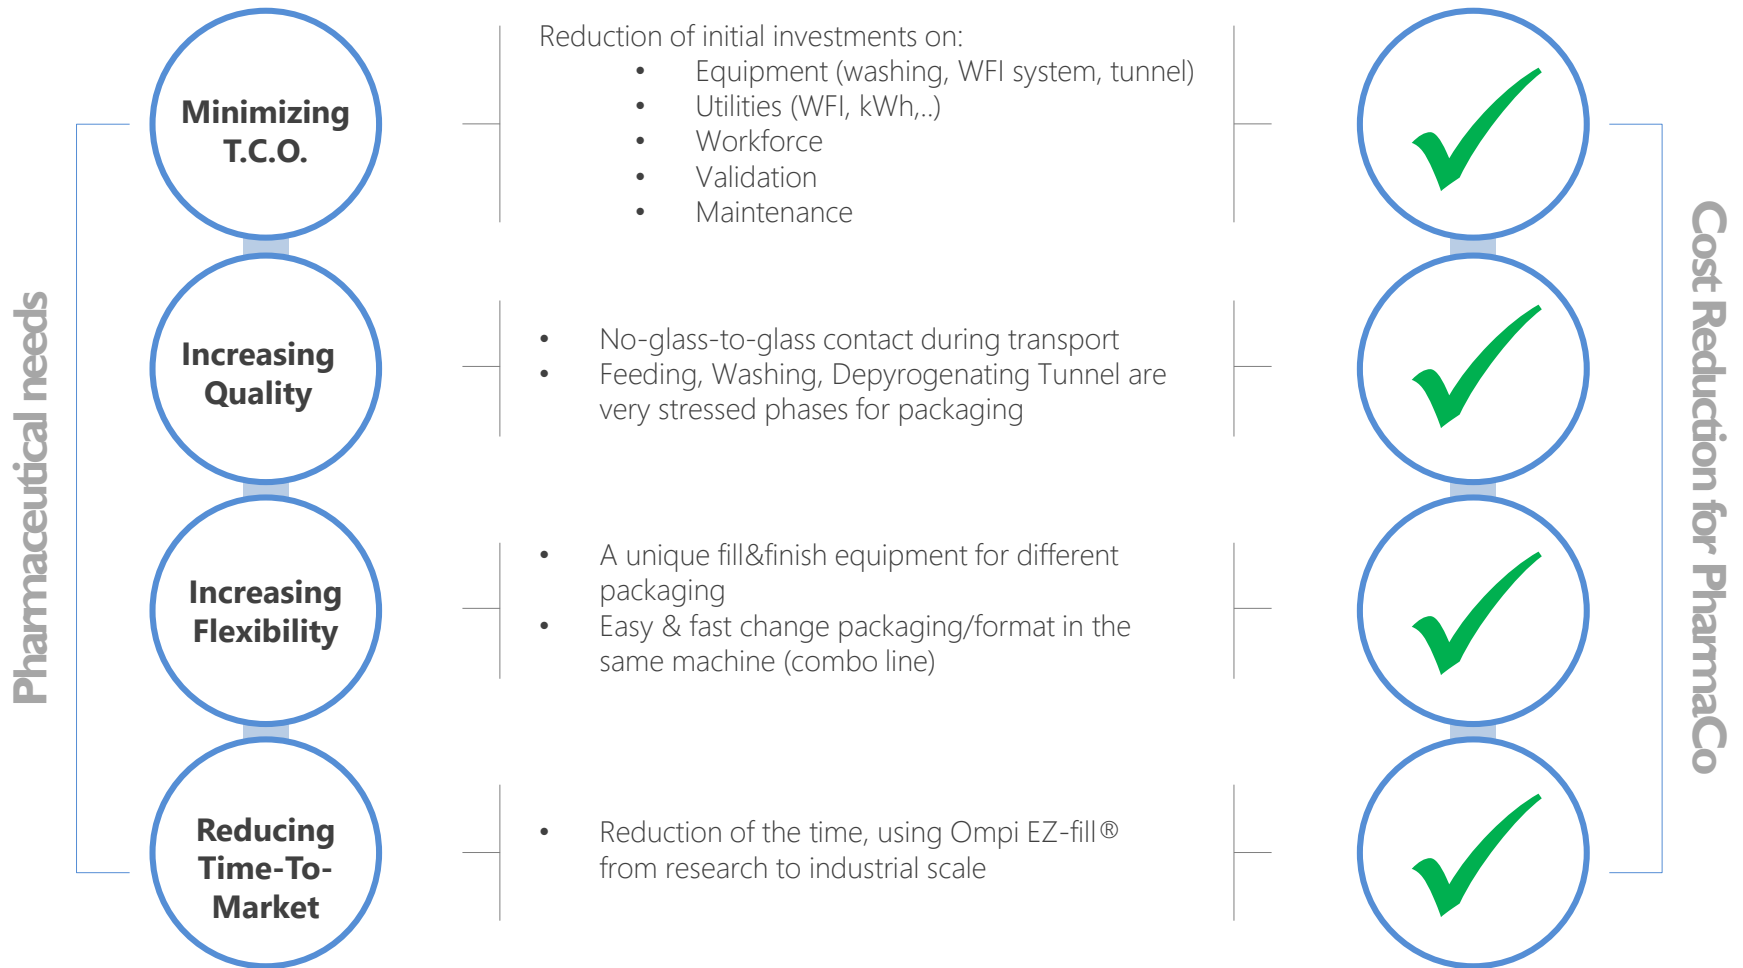 Pharmaceutical needs
Minimizing
T.C.O.
Reduction of initial investments on:
• Equipment (washing, WFI system, tunnel)
• Utilities (WFI, kWh,..)
• Workforce
• Validation
• Maintenance
Increasing
Quality
• No-glass-to-glass contact during transport
• Feeding, Washing, Depyrogenating Tunnel are
very stressed phases for packaging
Increasing
Flexibility
• A unique fill&finish equipment for different
packaging
• Easy & fast change packaging/format in the
same machine (combo line)
Reducing
Time-To-
Market
• Reduction of the time, using Ompi EZ-fill®
from research to industrial scale
Cost Reduction for PharmaCo